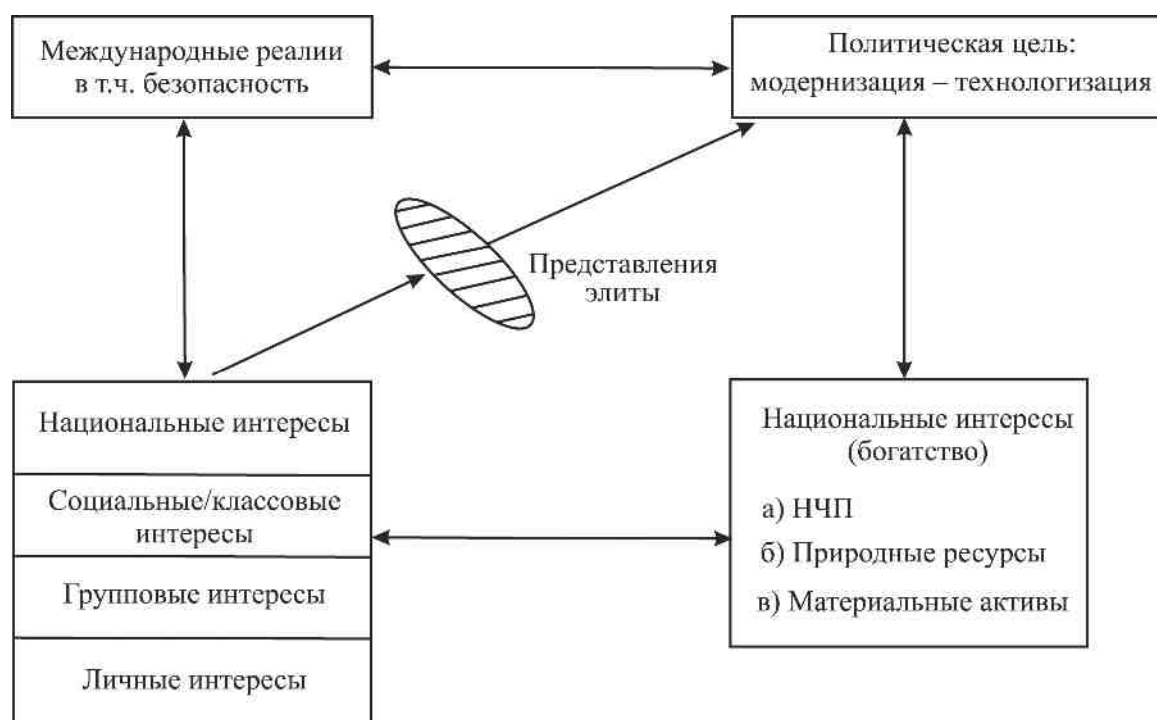 Международные реалии
в т.ч. безопасность
Политическая цель:
модернизация – технологизация
Представления
элиты
Национальные интересы
Социальные/классовые
интересы
Групповые интересы
Личные интересы
Национальные интересы
(богатство)
а) НЧП
б) Природные ресурсы
в) Материальные активы